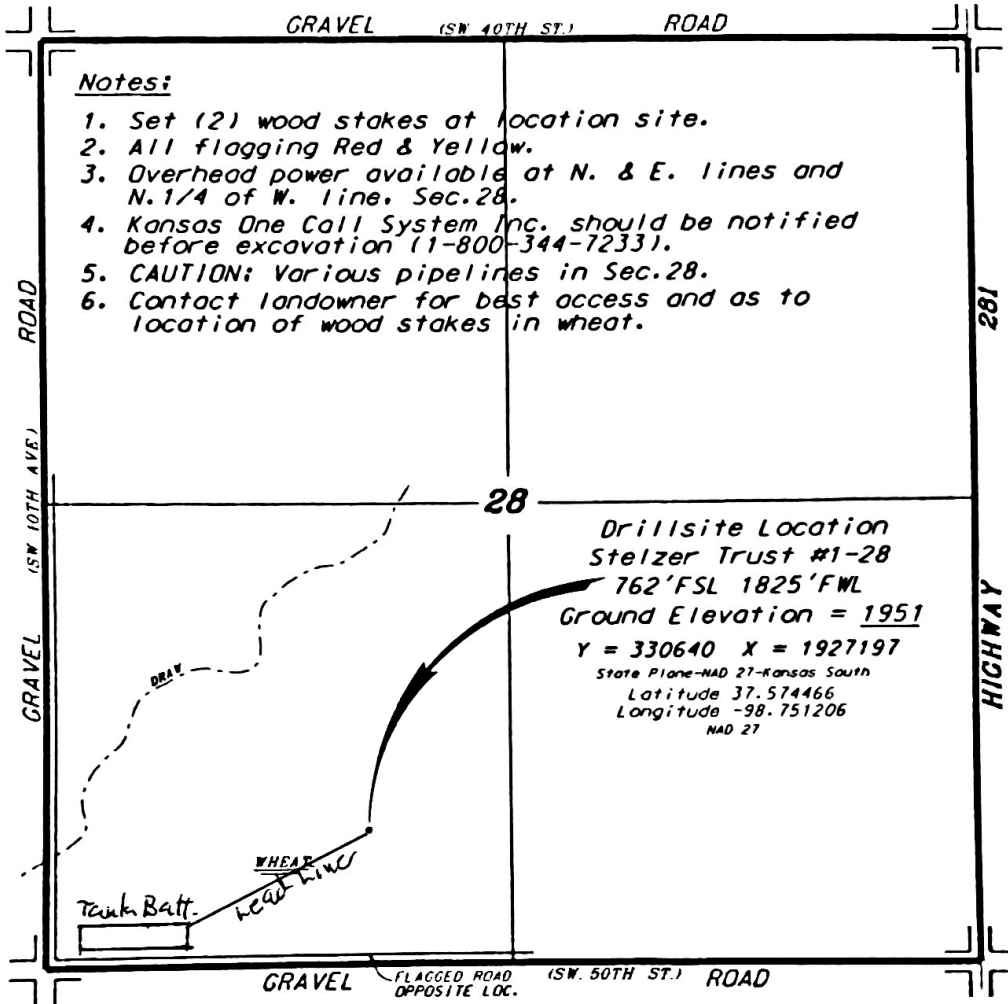 GRAVEL (SW 40TH ST.) ROAD
Notes:
1. Set (2) wood stakes at location site.
2. All flagging Red & Yellow.
3. Overhead power available at N. & E. lines and
N.1/4 of W. line, Sec.28.
4. Kansas One Call System Inc. should be notified
before excavation (1-800-344-7233).
5. CAUTION: Various pipelines in Sec.28.
6. Contact landowner for best access and as to
location of wood stakes in wheat.
GRAVEL (SW 10TH AVE) ROAD
HIGHWAY 281
28
Drillsite Location
Stelzer Trust #1-28
762'FSL 1825'FWL
Ground Elevation = 1951
Y = 330640 X = 1927197
State Plane-NAD 27-Kansas South
Latitude 37.574466
Longitude -98.751206
NAD 27
DRAW
WHEAT
Lead Lines
Tank Batt.
GRAVEL (SW. 50TH ST.) ROAD
FLAGGED ROAD
OPPOSITE LOC.